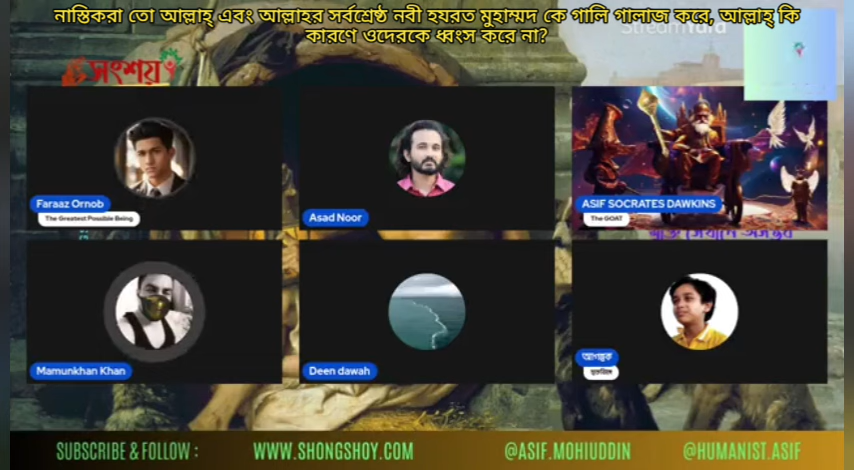 নাস্তিকরা তো আল্লাহ্ এবং আল্লাহর সর্বশ্রেষ্ঠ নবী হযরত মুহাম্মদ কে গালি গালাজ করে, আল্লাহ্ কি
কারণে ওদেরকে ধ্বংস করে না?
StreamYard
সংশয়
Faraaz Ornob
The Greatest Possible Being
Asad Noor
ASIF SOCRATES DAWKINS
The GOAT
Mamunkhan Khan
Deen dawah
আগন্তুক
SUBSCRIBE & FOLLOW :
WWW.SHONGSHOY.COM
@ASIF.MOHIUDDIN
@HUMANIST.ASIF